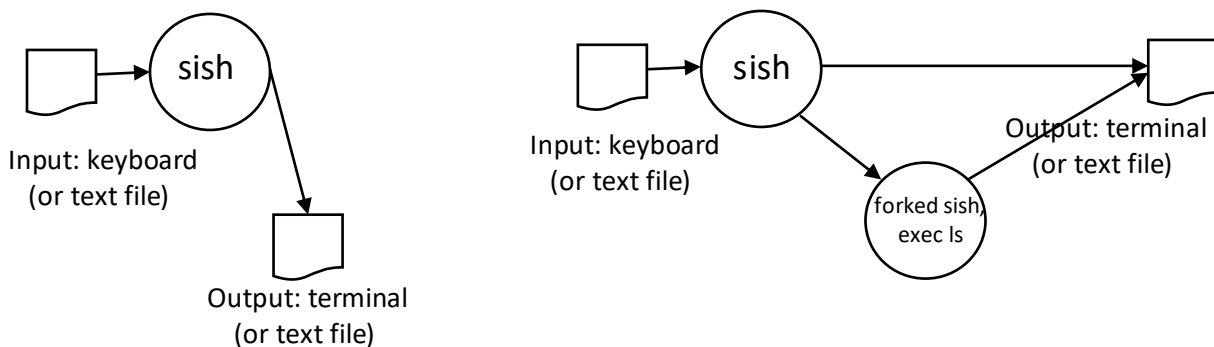 sish
Input: keyboard
(or text file)
Output: terminal
(or text file)
sish
Input: keyboard
(or text file)
Output: terminal
(or text file)
forked sish,
exec ls